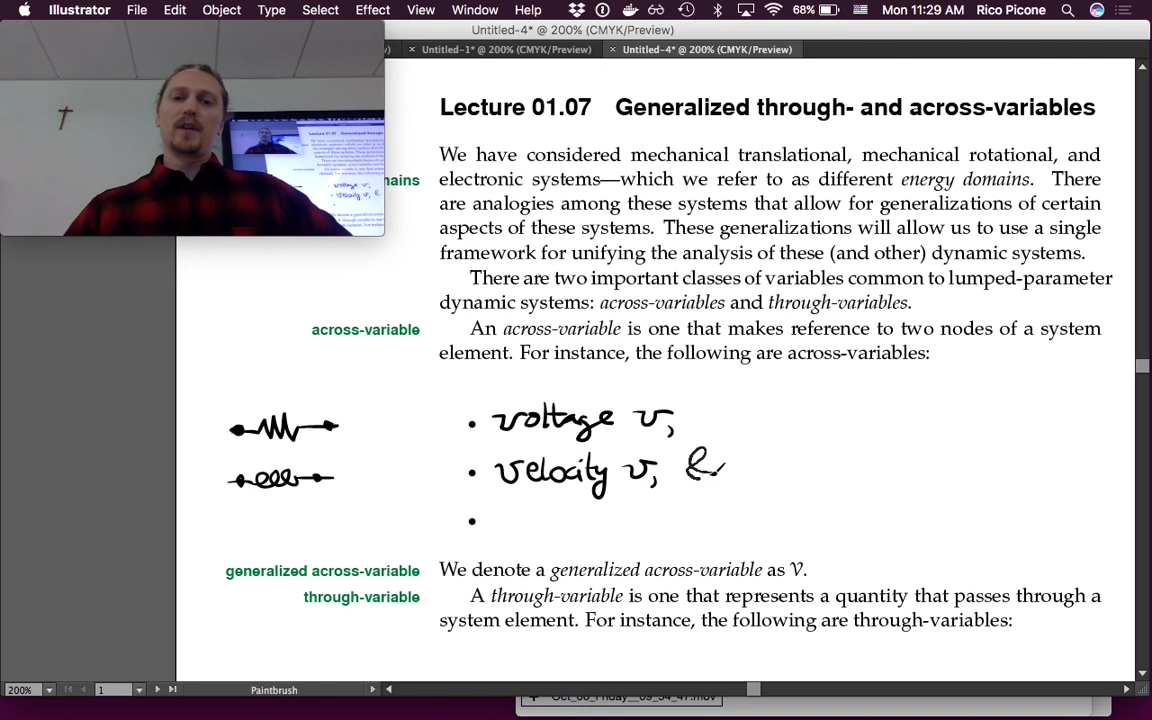 Illustrator File Edit Object Type Select Effect View Window Help 68% Mon 11:29 AM Rico Picone
Untitled-4* @ 200% (CMYK/Preview)
Untitled-1* @ 200% (CMYK/Preview) Untitled-4* @ 200% (CMYK/Preview)
Lecture 01.07 Generalized through- and across-variables
We have considered mechanical translational, mechanical rotational, and
electronic systems—which we refer to as different energy domains. There
are analogies among these systems that allow for generalizations of certain
aspects of these systems. These generalizations will allow us to use a single
framework for unifying the analysis of these (and other) dynamic systems.
There are two important classes of variables common to lumped-parameter
dynamic systems: across-variables and through-variables.
across-variable
An across-variable is one that makes reference to two nodes of a system
element. For instance, the following are across-variables:
• voltage v,
• velocity v, &
•
generalized across-variable
We denote a generalized across-variable as 𝒱.
through-variable
A through-variable is one that represents a quantity that passes through a
system element. For instance, the following are through-variables:
200% 1 Paintbrush